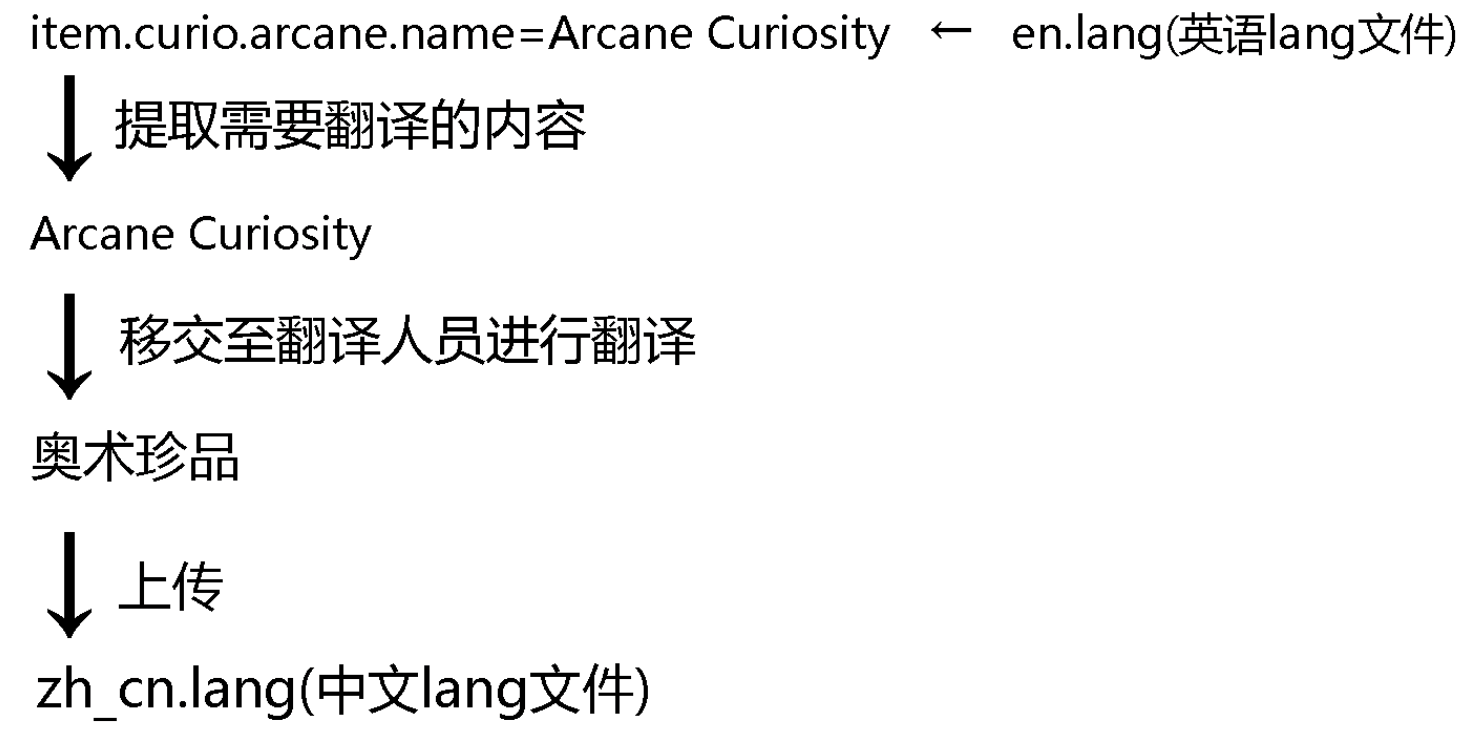 item.curio.arcane.name=Arcane Curiosity ← en.lang(英语lang文件)
提取需要翻译的内容
Arcane Curiosity
移交至翻译人员进行翻译
奥术珍品
上传
zh_cn.lang(中文lang文件)